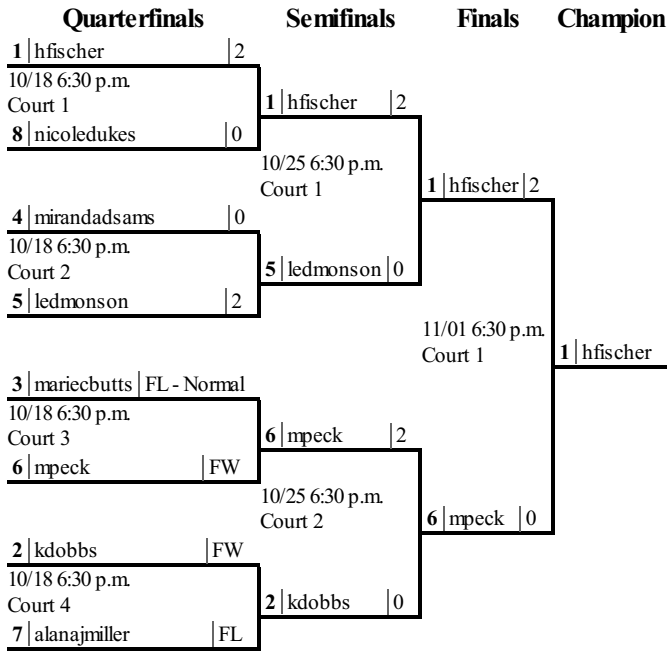 Quarterfinals Semifinals Finals Champion
1 hfischer 2
10/18 6:30 p.m.
Court 1
8 nicoledukes 0
4 mirandadsams 0
10/18 6:30 p.m.
Court 2
5 ledmonson 2
3 mariecbutts FL - Normal
10/18 6:30 p.m.
Court 3
6 mpeck FW
2 kdobbs FW
10/18 6:30 p.m.
Court 4
7 alanajmiller FL
1 hfischer 2
10/25 6:30 p.m.
Court 1
5 ledmonson 0
6 mpeck 2
10/25 6:30 p.m.
Court 2
2 kdobbs 0
1 hfischer 2
11/01 6:30 p.m.
Court 1
6 mpeck 0
1 hfischer